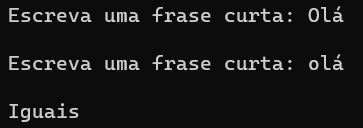 Escreva uma frase curta: Olá
Escreva uma frase curta: olá
Iguais